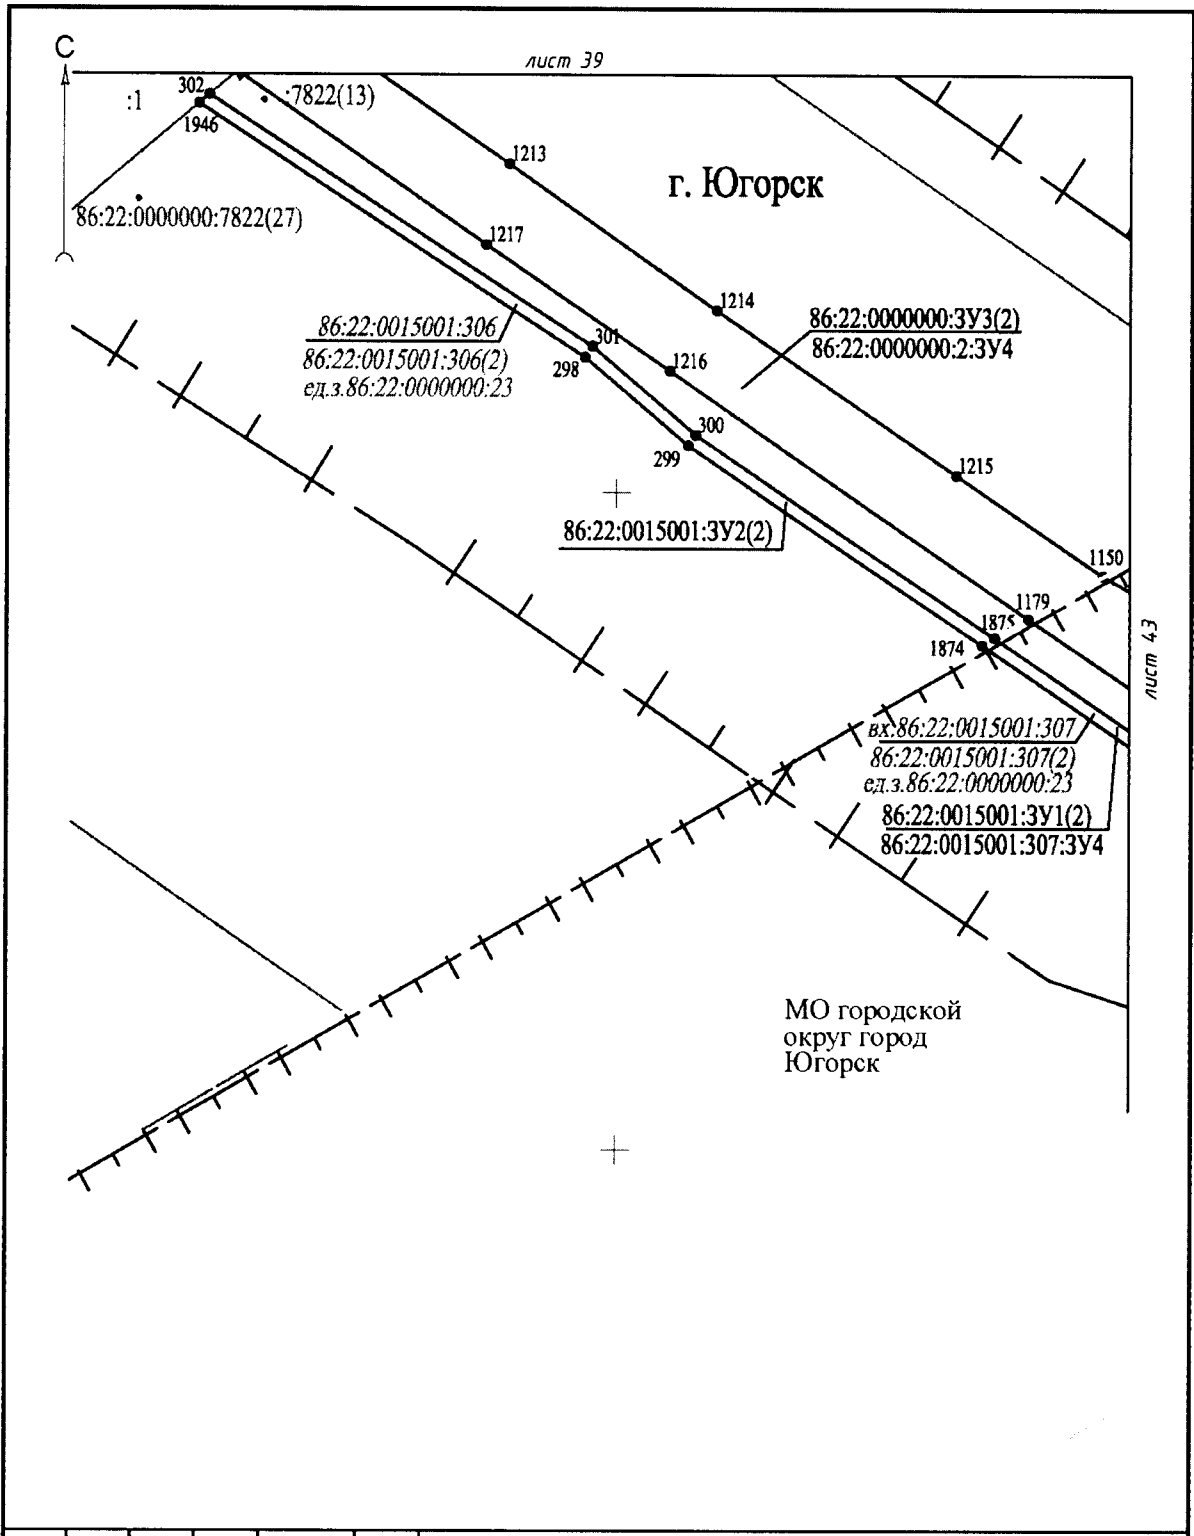 С
лист 39
302
:1
:7822(13)
1946
1213
г. Югорск
86:22:0000000:7822(27)
1217
1214
86:22:0000000:ЗУ3(2)
86:22:0000000:2:ЗУ4
86:22:0015001:306
86:22:0015001:306(2)
ед.з.86:22:0000000:23
301
298
1216
300
299
1215
86:22:0015001:ЗУ2(2)
1150
1179
1875
1874
лист 43
вх.86:22:0015001:307
86:22:0015001:307(2)
ед.з.86:22:0000000:23
86:22:0015001:ЗУ1(2)
86:22:0015001:307:ЗУ4
МО городской
округ город
Югорск